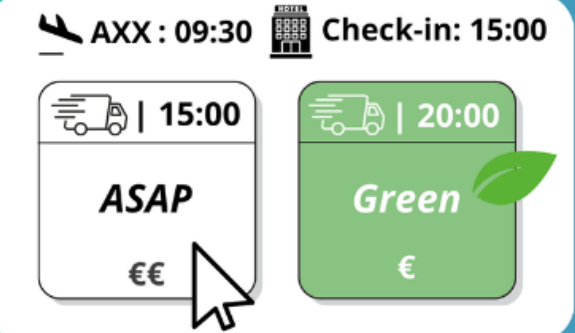 AXX : 09:30
HOTEL
Check-in: 15:00
| 15:00
ASAP
€€
| 20:00
Green
€